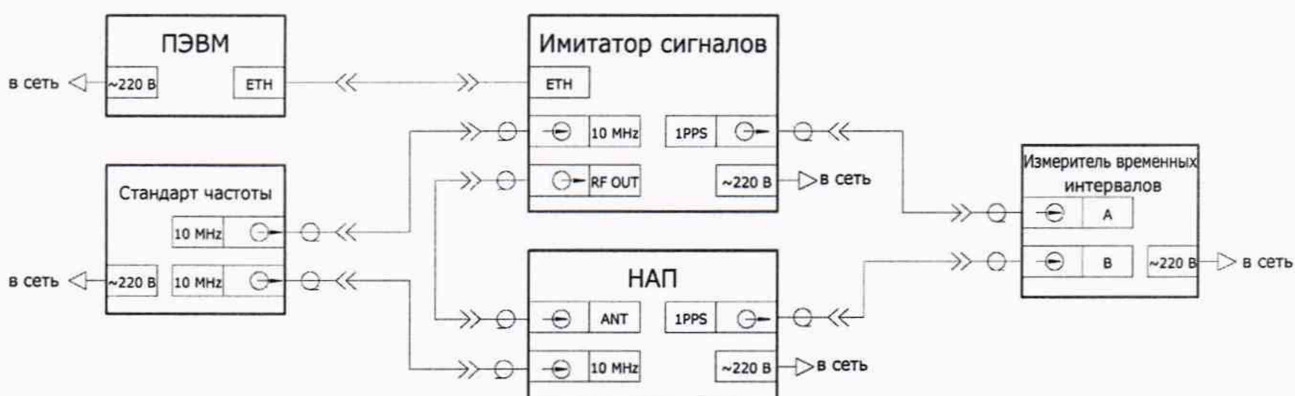 ПЭВМ
в сеть
~220 В
ETH
Имитатор сигналов
ETH
10 MHz
1PPS
RF OUT
~220 В
в сеть
Стандарт частоты
10 MHz
в сеть
~220 В
10 MHz
НАП
ANT
1PPS
10 MHz
~220 В
в сеть
Измеритель временных
интервалов
A
B
~220 В
в сеть